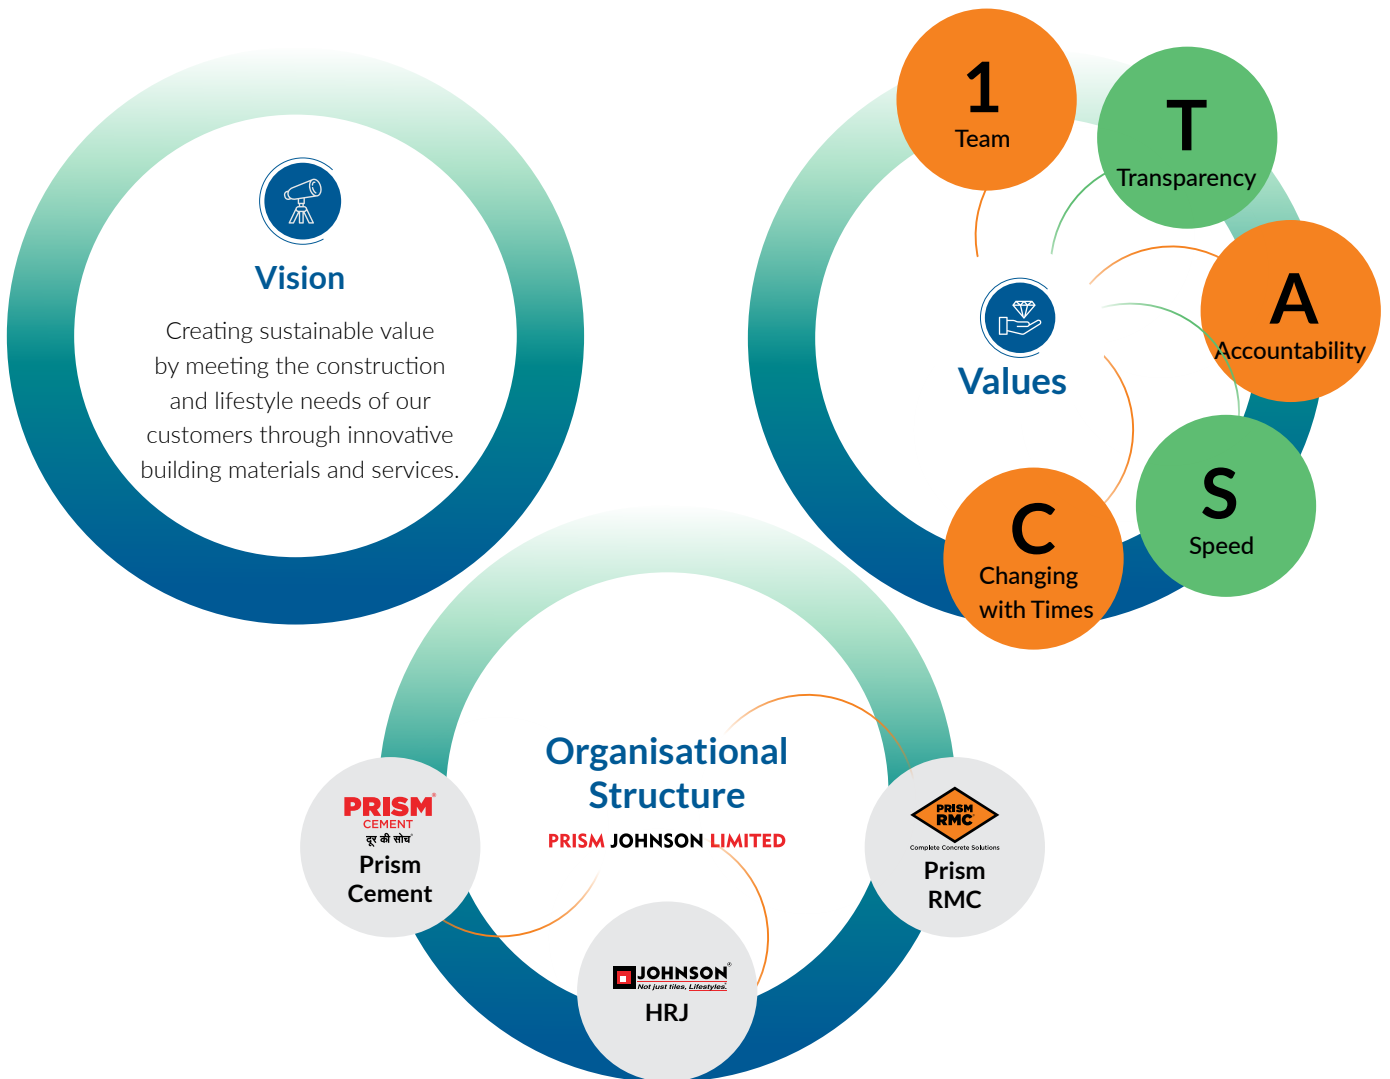 Vision
Creating sustainable value
by meeting the construction
and lifestyle needs of our
customers through innovative
building materials and services.
1
Team
T
Transparency
A
Accountability
S
Speed
C
Changing
with Times
Values
Organisational
Structure
PRISM JOHNSON LIMITED
PRISM®
CEMENT
दूर की सोच
Prism
Cement
JOHNSON®
Not just tiles, Lifestyles.
HRJ
PRISM
RMC
Complete Concrete Solutions
Prism
RMC